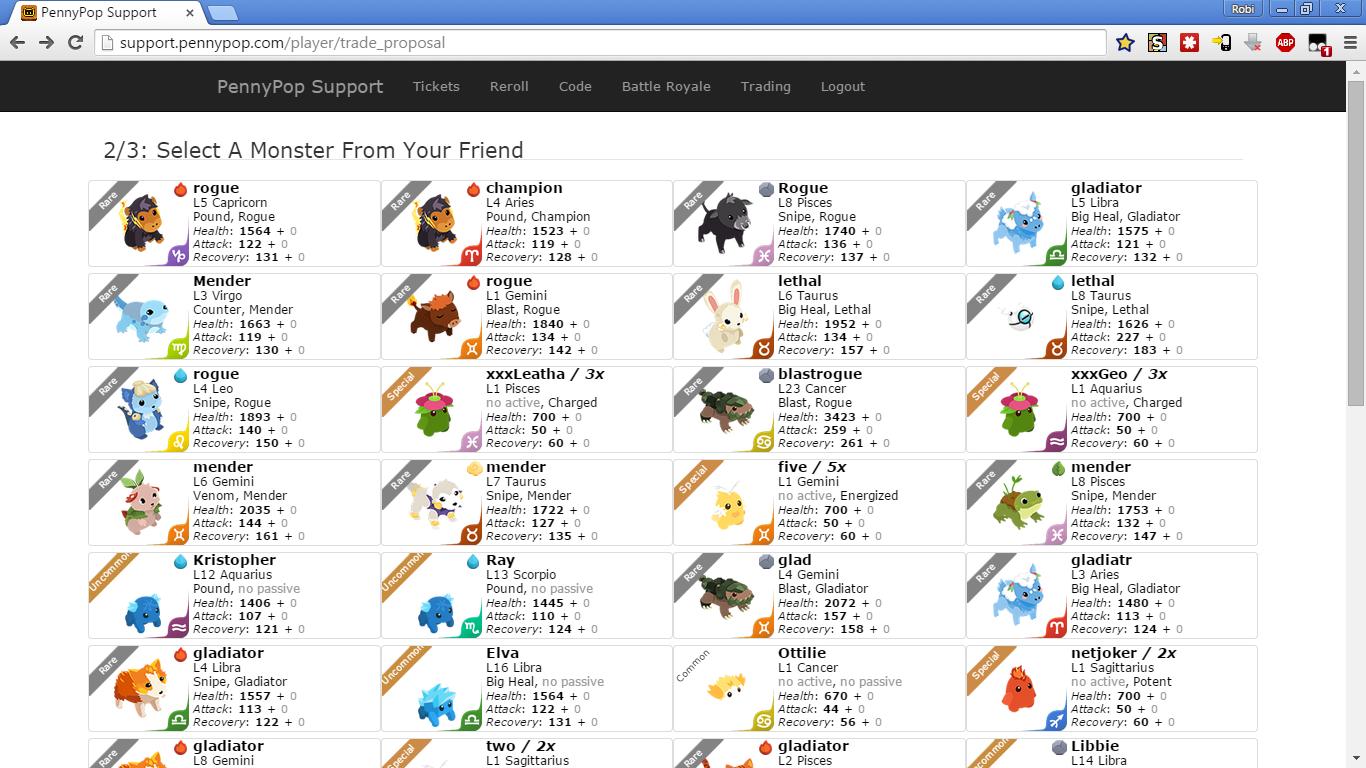 PennyPop Support
Robi
support.pennypop.com/player/trade_proposal
ABP
1
PennyPop Support Tickets Reroll Code Battle Royale Trading Logout
2/3: Select A Monster From Your Friend
Rare
rogue
L5 Capricorn
Pound, Rogue
Health: 1564 + 0
Attack: 122 + 0
Recovery: 131 + 0
Rare
champion
L4 Aries
Pound, Champion
Health: 1523 + 0
Attack: 119 + 0
Recovery: 128 + 0
Rare
Rogue
L8 Pisces
Snipe, Rogue
Health: 1740 + 0
Attack: 136 + 0
Recovery: 137 + 0
Rare
gladiator
L5 Libra
Big Heal, Gladiator
Health: 1575 + 0
Attack: 121 + 0
Recovery: 132 + 0
Rare
Mender
L3 Virgo
Counter, Mender
Health: 1663 + 0
Attack: 119 + 0
Recovery: 130 + 0
Rare
rogue
L1 Gemini
Blast, Rogue
Health: 1840 + 0
Attack: 134 + 0
Recovery: 142 + 0
Rare
lethal
L6 Taurus
Big Heal, Lethal
Health: 1952 + 0
Attack: 134 + 0
Recovery: 157 + 0
Rare
lethal
L8 Taurus
Snipe, Lethal
Health: 1626 + 0
Attack: 227 + 0
Recovery: 183 + 0
Rare
rogue
L4 Leo
Snipe, Rogue
Health: 1893 + 0
Attack: 140 + 0
Recovery: 150 + 0
Special
xxxLeatha / 3x
L1 Pisces
no active, Charged
Health: 700 + 0
Attack: 50 + 0
Recovery: 60 + 0
Rare
blastrogue
L23 Cancer
Blast, Rogue
Health: 3423 + 0
Attack: 259 + 0
Recovery: 261 + 0
Special
xxxGeo / 3x
L1 Aquarius
no active, Charged
Health: 700 + 0
Attack: 50 + 0
Recovery: 60 + 0
Rare
mender
L6 Gemini
Venom, Mender
Health: 2035 + 0
Attack: 144 + 0
Recovery: 161 + 0
Rare
mender
L7 Taurus
Snipe, Mender
Health: 1722 + 0
Attack: 127 + 0
Recovery: 135 + 0
Special
five / 5x
L1 Gemini
no active, Energized
Health: 700 + 0
Attack: 50 + 0
Recovery: 60 + 0
Rare
mender
L8 Pisces
Snipe, Mender
Health: 1753 + 0
Attack: 132 + 0
Recovery: 147 + 0
Uncommon
Kristopher
L12 Aquarius
Pound, no passive
Health: 1406 + 0
Attack: 107 + 0
Recovery: 121 + 0
Uncommon
Ray
L13 Scorpio
Pound, no passive
Health: 1445 + 0
Attack: 110 + 0
Recovery: 124 + 0
Rare
glad
L4 Gemini
Blast, Gladiator
Health: 2072 + 0
Attack: 157 + 0
Recovery: 158 + 0
Rare
gladiatr
L3 Aries
Big Heal, Gladiator
Health: 1480 + 0
Attack: 113 + 0
Recovery: 124 + 0
Rare
gladiator
L4 Libra
Snipe, Gladiator
Health: 1557 + 0
Attack: 113 + 0
Recovery: 122 + 0
Uncommon
Elva
L16 Libra
Big Heal, no passive
Health: 1564 + 0
Attack: 122 + 0
Recovery: 131 + 0
Common
Ottilie
L1 Cancer
no active, no passive
Health: 670 + 0
Attack: 44 + 0
Recovery: 56 + 0
Special
netjoker / 2x
L1 Sagittarius
no active, Potent
Health: 700 + 0
Attack: 50 + 0
Recovery: 60 + 0
Rare
gladiator
L8 Gemini
Special
two / 2x
L1 Sagittarius
Rare
gladiator
L2 Pisces
Uncommon
Libbie
L14 Libra